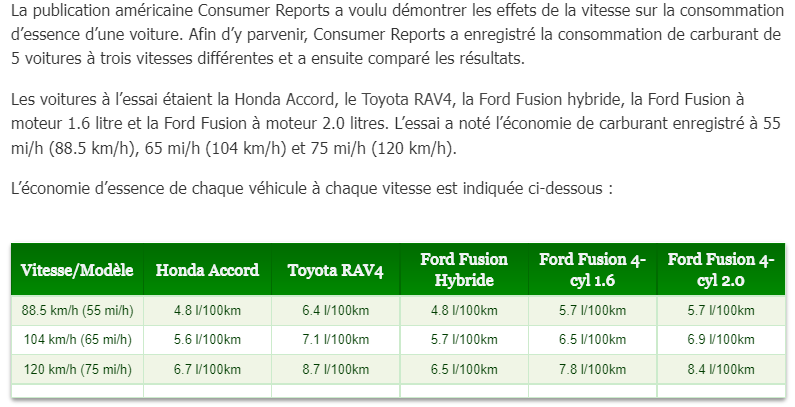 La publication américaine Consumer Reports a voulu démontrer les effets de la vitesse sur la consommation
d’essence d’une voiture. Afin d’y parvenir, Consumer Reports a enregistré la consommation de carburant de
5 voitures à trois vitesses différentes et a ensuite comparé les résultats.
Les voitures à l’essai étaient la Honda Accord, le Toyota RAV4, la Ford Fusion hybride, la Ford Fusion à
moteur 1.6 litre et la Ford Fusion à moteur 2.0 litres. L’essai a noté l’économie de carburant enregistré à 55
mi/h (88.5 km/h), 65 mi/h (104 km/h) et 75 mi/h (120 km/h).
L’économie d’essence de chaque véhicule à chaque vitesse est indiquée ci-dessous :
Vitesse/Modèle Honda Accord Toyota RAV4 Ford Fusion Hybride Ford Fusion 4-cyl 1.6 Ford Fusion 4-cyl 2.0
88.5 km/h (55 mi/h) 4.8 l/100km 6.4 l/100km 4.8 l/100km 5.7 l/100km 5.7 l/100km
104 km/h (65 mi/h) 5.6 l/100km 7.1 l/100km 5.7 l/100km 6.5 l/100km 6.9 l/100km
120 km/h (75 mi/h) 6.7 l/100km 8.7 l/100km 6.5 l/100km 7.8 l/100km 8.4 l/100km